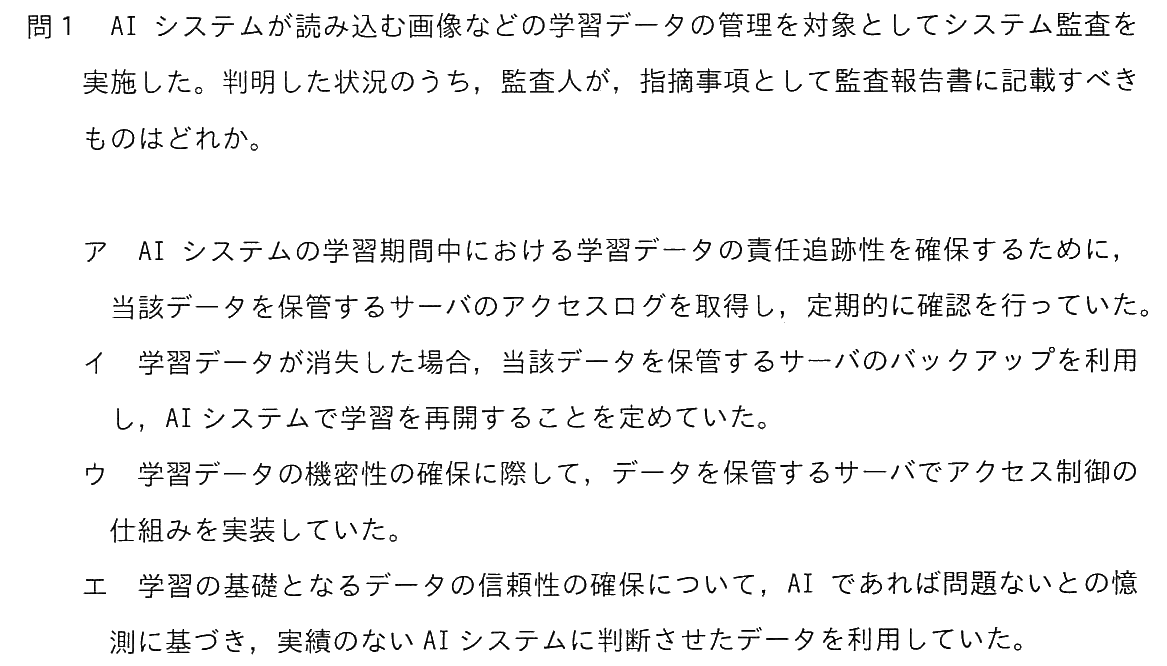 問1 AI システムが読み込む画像などの学習データの管理を対象としてシステム監査を
実施した。判明した状況のうち，監査人が，指摘事項として監査報告書に記載すべき
ものはどれか。
ア AI システムの学習期間中における学習データの責任追跡性を確保するために，
当該データを保管するサーバのアクセスログを取得し，定期的に確認を行っていた。
イ 学習データが消失した場合，当該データを保管するサーバのバックアップを利用
し，AI システムで学習を再開することを定めていた。
ウ 学習データの機密性の確保に際して，データを保管するサーバでアクセス制御の
仕組みを実装していた。
エ 学習の基礎となるデータの信頼性の確保について，AI であれば問題ないとの憶
測に基づき，実績のない AI システムに判断させたデータを利用していた。